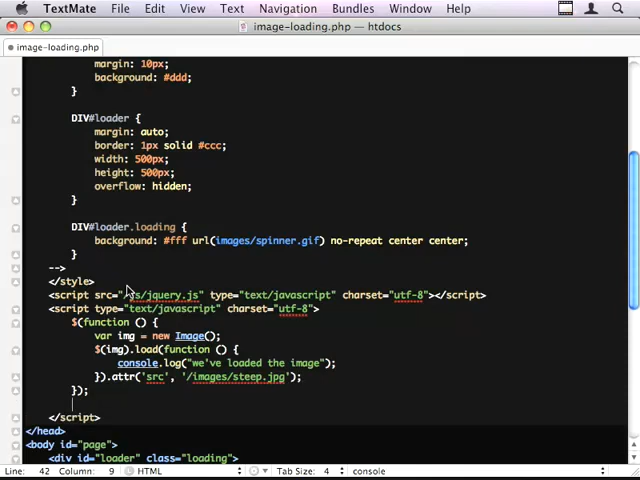 TextMate File Edit View Text Navigation Bundles Window Help
image-loading.php — htdocs
image-loading.php
margin: 10px;
background: #ddd;
}
DIV#loader {
margin: auto;
border: 1px solid #ccc;
width: 500px;
height: 500px;
overflow: hidden;
}
DIV#loader.loading {
background: #fff url(images/spinner.gif) no-repeat center center;
}
-->
</style>
<script src="/js/jquery.js" type="text/javascript" charset="utf-8"></script>
<script type="text/javascript" charset="utf-8">
$(function () {
var img = new Image();
$(img).load(function () {
console.log("we've loaded the image");
}).attr('src', '/images/steep.jpg');
});
</script>
</head>
<body id="page">
<div id="loader" class="loading">
Line: 42 Column: 9 HTML Tab Size: 4 console